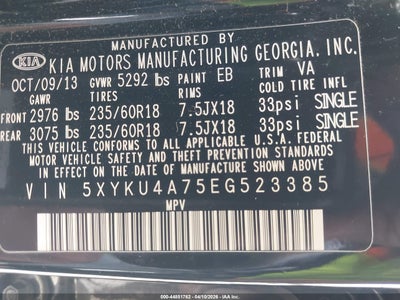 MANUFACTURED BY
KIA KIA MOTORS MANUFACTURING GEORGIA. INC.
OCT/09/13 GVWR 5292 lbs PAINT EB TRIM VA
GAWR TIRES RIMS COLD TIRE INFL
FRONT 2976 lbs 235/60R18 7.5JX18 33psi SINGLE
REAR 3075 lbs 235/60R18 7.5JX18 33psi SINGLE
THIS VEHICLE CONFORMS TO ALL APPLICABLE U.S.A. FEDERAL
MOTOR VEHICLE SAFETY AND THEFT PREVENTION STANDARDS
IN EFFECT ON THE DATE OF MANUFACTURE SHOWN ABOVE.
VIN 5XYKU4A75EG523385
MPV
000-44851762 - 04/10/2026 - IAA Inc.